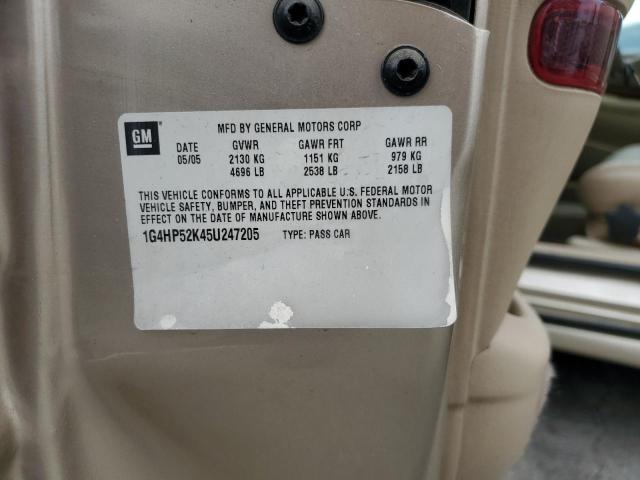 GM
MFD BY GENERAL MOTORS CORP
DATE GVWR GAWR FRT GAWR RR
05/05 2130 KG 1151 KG 979 KG
4696 LB 2538 LB 2158 LB
THIS VEHICLE CONFORMS TO ALL APPLICABLE U.S. FEDERAL MOTOR
VEHICLE SAFETY, BUMPER, AND THEFT PREVENTION STANDARDS IN
EFFECT ON THE DATE OF MANUFACTURE SHOWN ABOVE.
1G4HP52K45U247205 TYPE: PASS CAR